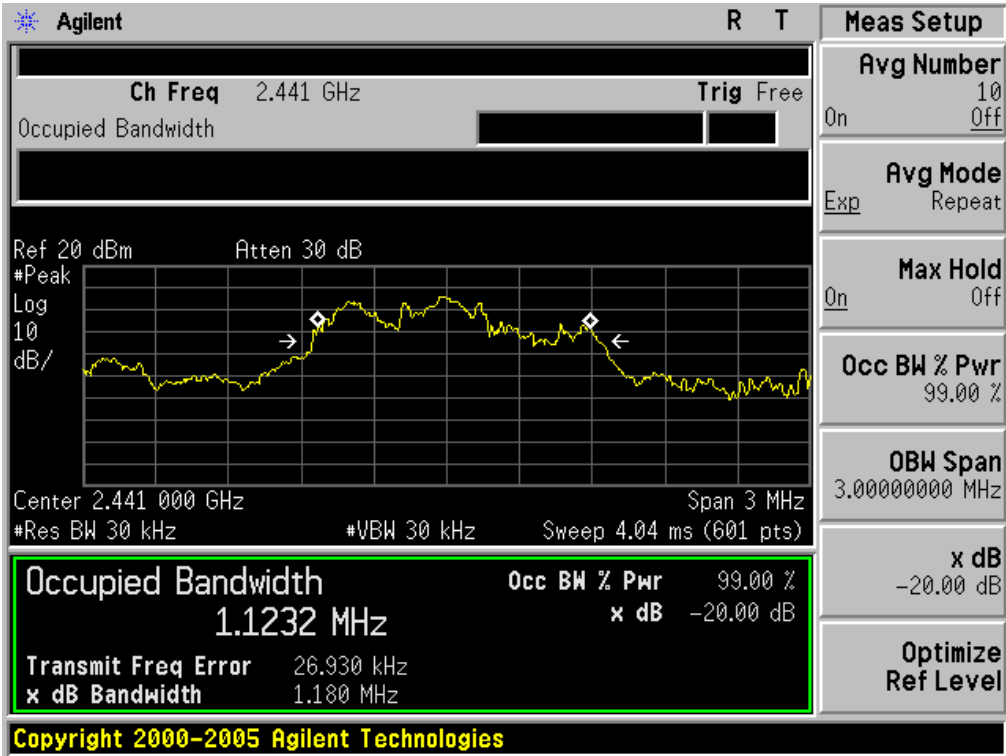 Agilent R T
Ch Freq 2.441 GHz Trig Free
Occupied Bandwidth
Ref 20 dBm Atten 30 dB
#Peak
Log
10
dB/
Center 2.441 000 GHz Span 3 MHz
#Res BW 30 kHz #VBW 30 kHz Sweep 4.04 ms (601 pts)
Occupied Bandwidth Occ BW % Pwr 99.00 %
1.1232 MHz x dB -20.00 dB
Transmit Freq Error 26.930 kHz
x dB Bandwidth 1.180 MHz
Copyright 2000-2005 Agilent Technologies
Meas Setup
Avg Number
10
On Off
Avg Mode
Exp Repeat
Max Hold
On Off
Occ BW % Pwr
99.00 %
OBW Span
3.00000000 MHz
x dB
-20.00 dB
Optimize
Ref Level